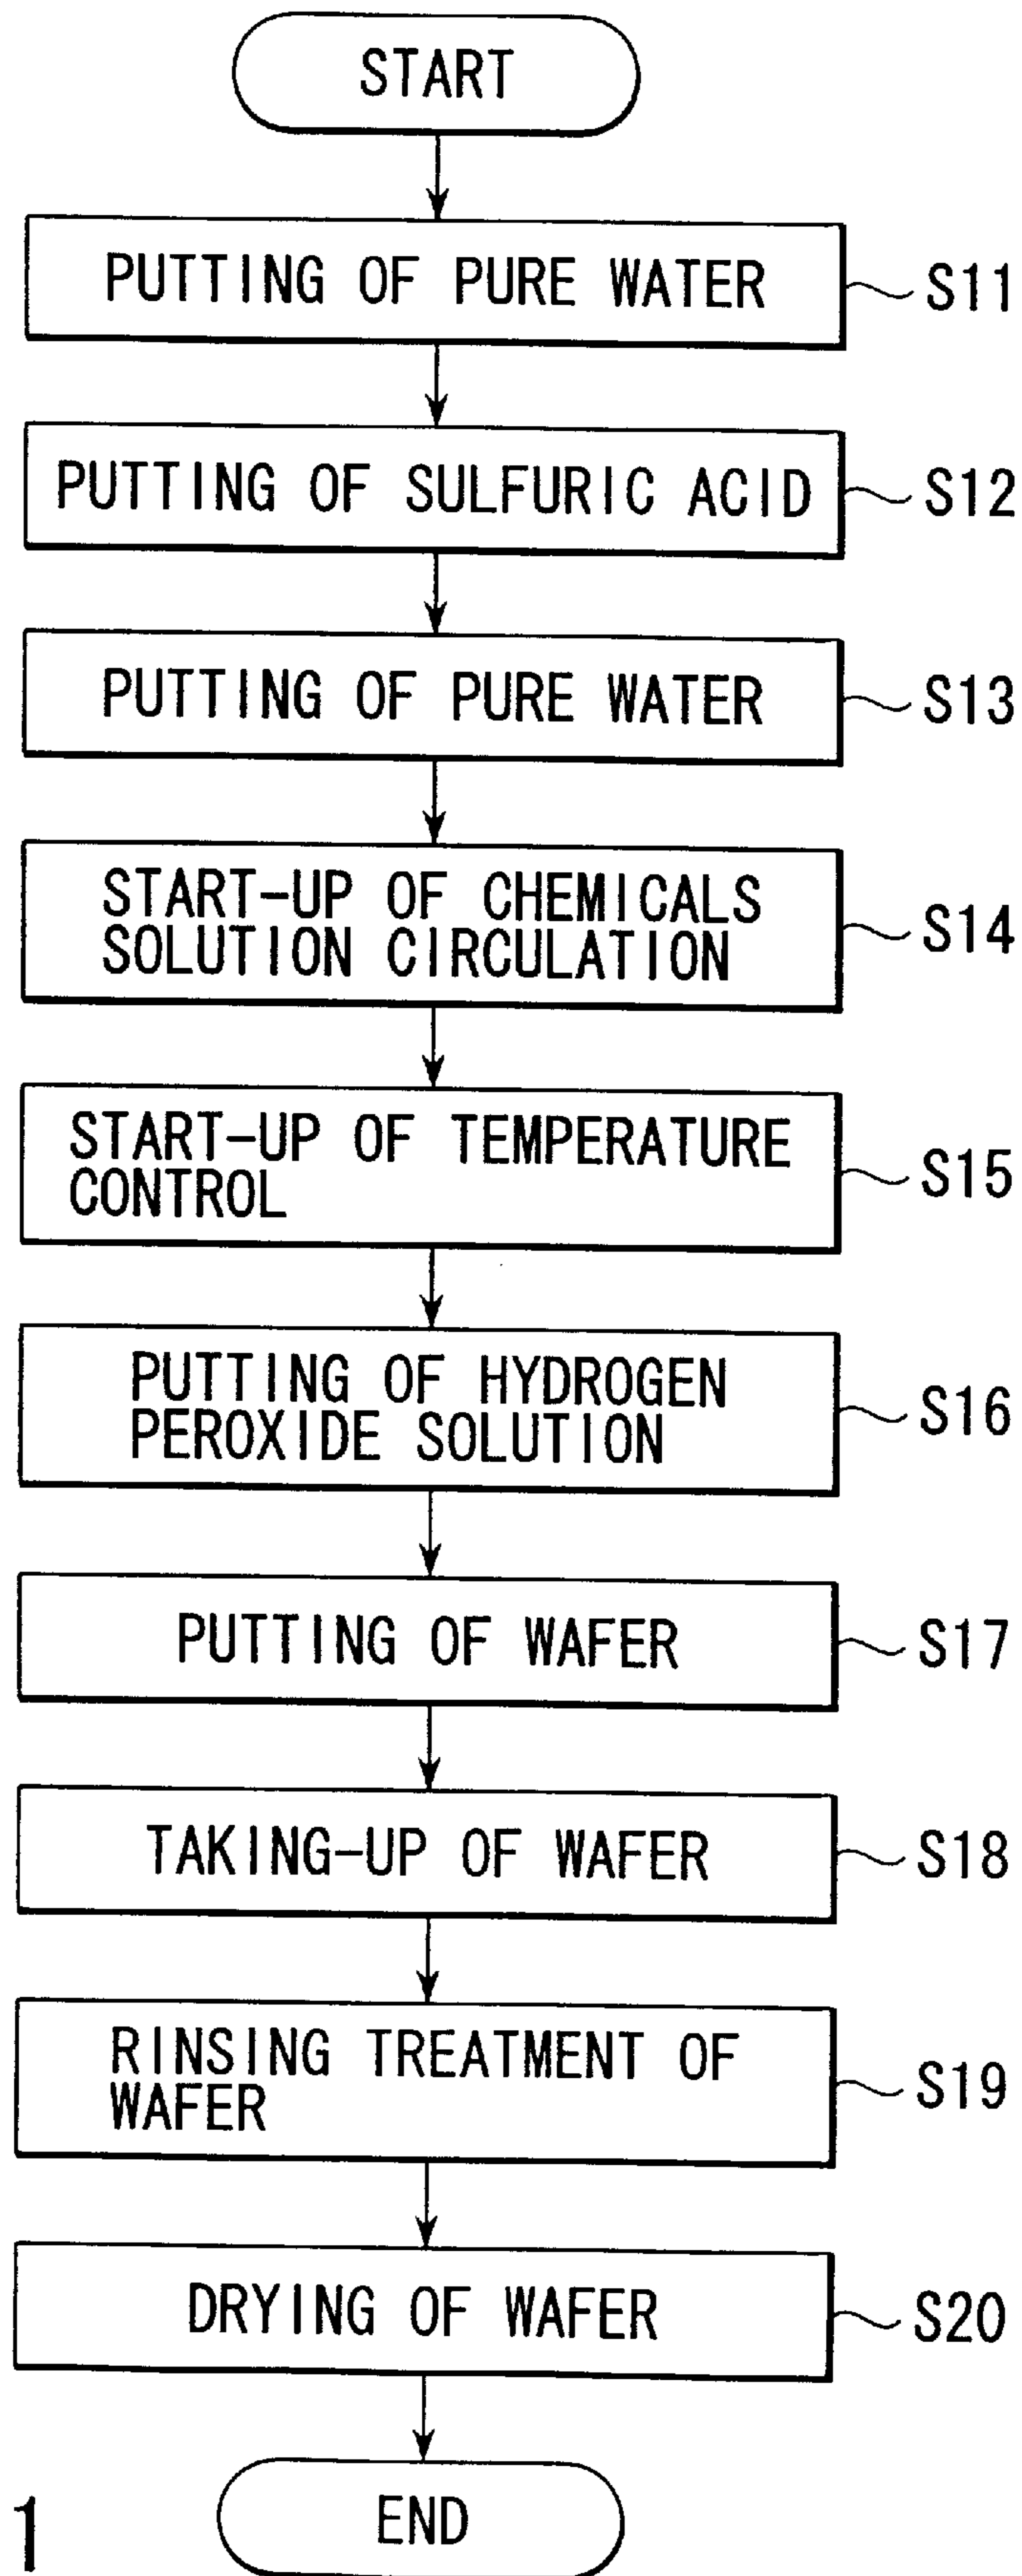 START
PUTTING OF PURE WATER
S11
PUTTING OF SULFURIC ACID
S12
PUTTING OF PURE WATER
S13
START-UP OF CHEMICALS
SOLUTION CIRCULATION
S14
START-UP OF TEMPERATURE
CONTROL
S15
PUTTING OF HYDROGEN
PEROXIDE SOLUTION
S16
PUTTING OF WAFER
S17
TAKING-UP OF WAFER
S18
RINSING TREATMENT OF
WAFER
S19
DRYING OF WAFER
S20
END
1